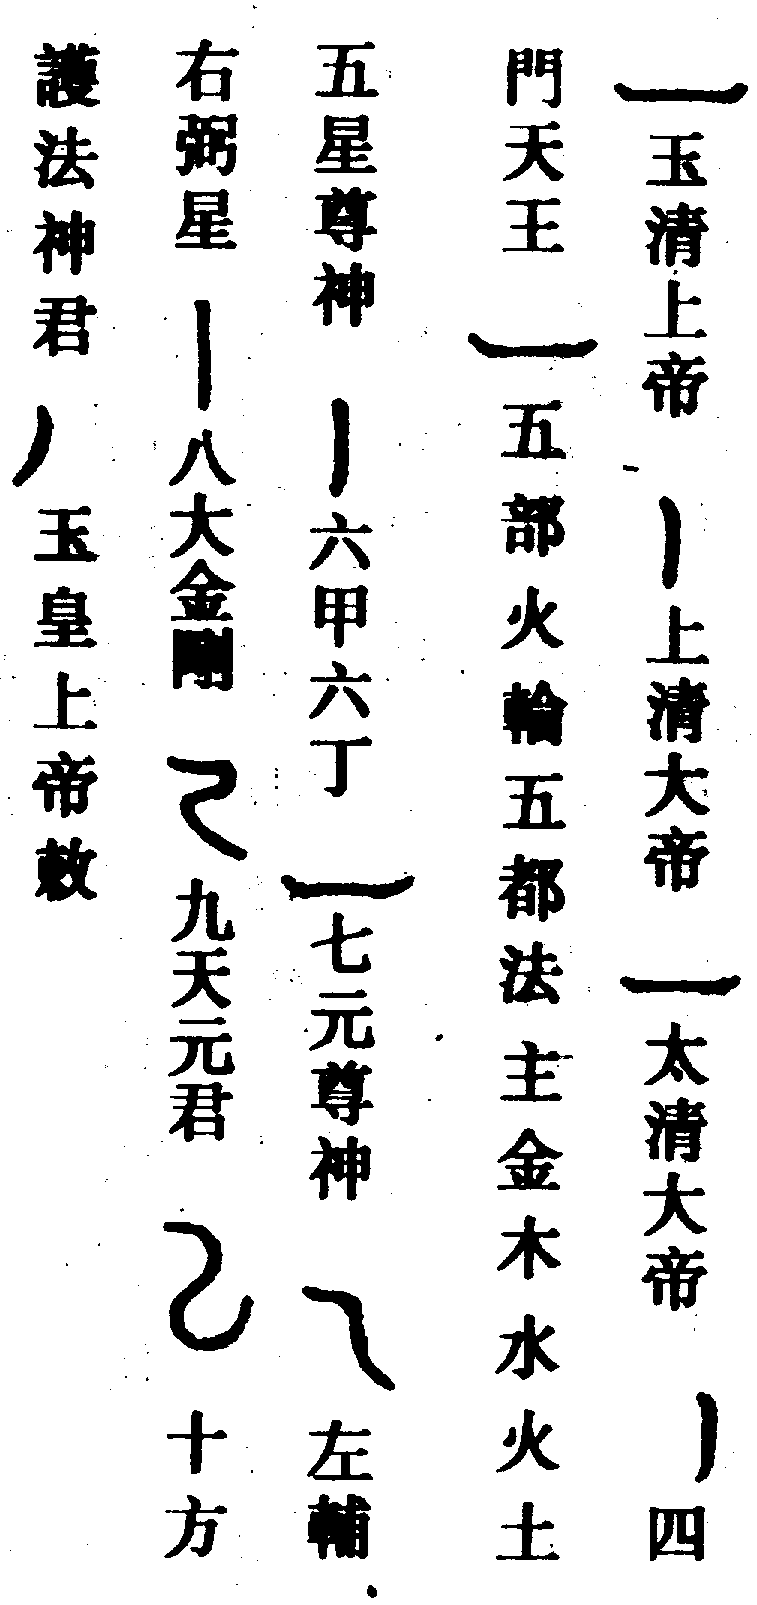 玉清上帝 上清大帝 太清大帝 四
門天王 五部火輪五都法主金木水火土
五星尊神 六甲六丁 七元尊神 左輔
右弼星 八大金剛 九天元君 十方
護法神君 玉皇上帝敕